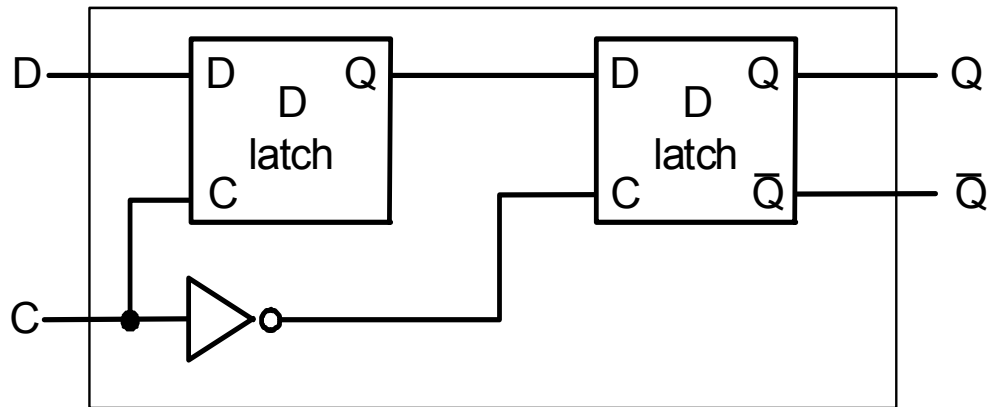 D D Q D Q Q
D D
latch latch
C C Q̅ Q̅
C